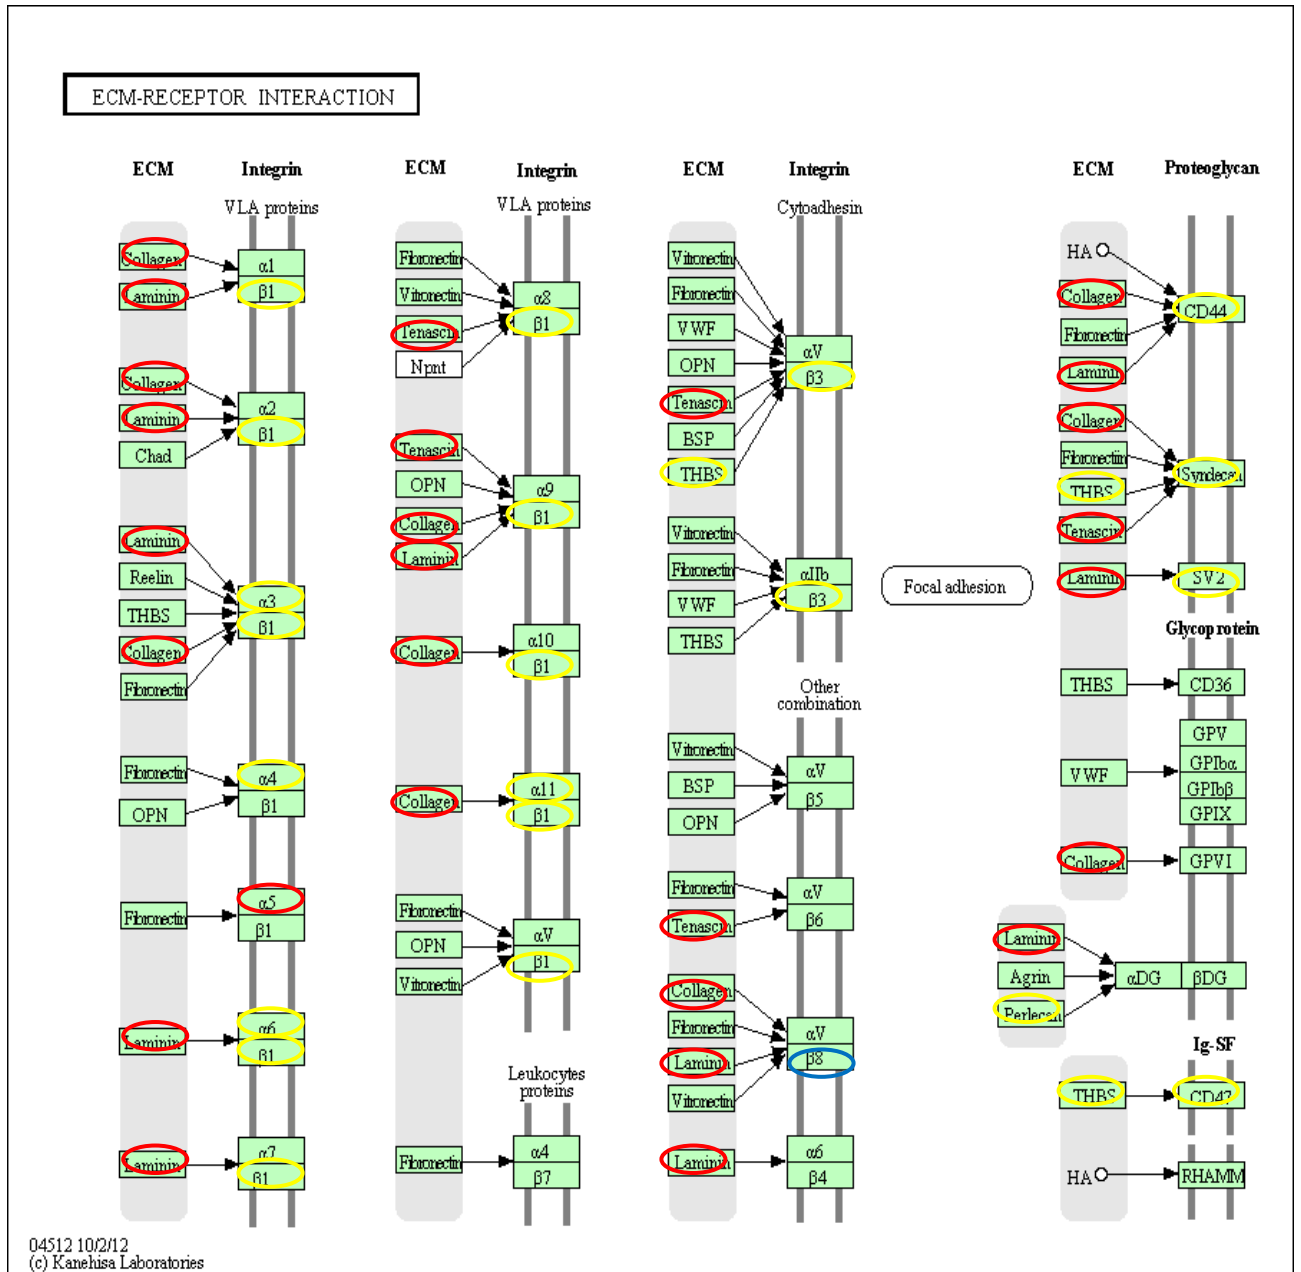 ECM-RECEPTOR INTERACTION
ECM
Integrin
VLA proteins
Collagen
Laminin
α1
β1
Collagen
Laminin
Chad
α2
β1
Laminin
Reelin
THBS
Collagen
Fibronectin
α3
β1
Fibronectin
OPN
α4
β1
Fibronectin
α5
β1
Laminin
α6
β1
Laminin
α7
β1
ECM
Integrin
VLA proteins
Fibronectin
Vitronectin
Tenascin
Npnt
α8
β1
Tenascin
OPN
Collagen
Laminin
α9
β1
Collagen
α10
β1
Collagen
α11
β1
Fibronectin
OPN
Vitronectin
αV
β1
Leukocytes
proteins
Fibronectin
α4
β7
ECM
Integrin
Cytoadhesin
Vitronectin
Fibronectin
VWF
OPN
Tenascin
BSP
THBS
αV
β3
Vitronectin
Fibronectin
VWF
THBS
αIIb
β3
Other
combination
Vitronectin
BSP
OPN
αV
β5
Fibronectin
Tenascin
αV
β6
Collagen
Fibronectin
Laminin
Vitronectin
αV
β8
Laminin
α6
β4
Focal adhesion
ECM
Proteoglycan
HA
Collagen
Fibronectin
Laminin
CD44
Collagen
Fibronectin
THBS
Tenascin
Syndecan
Laminin
SV2
Glycoprotein
THBS
CD36
VWF
GPV
GPIbα
GPIbβ
GPIX
Collagen
GPVI
Laminin
Agrin
Perlecan
αDG
βDG
Ig-SF
THBS
CD47
HA
RHAMM
04512 10/2/12
(c) Kanehisa Laboratories